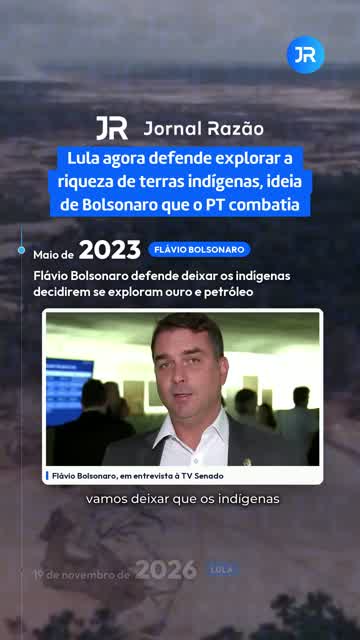 JR
JR Jornal Razão
Lula agora defende explorar a
riqueza de terras indígenas, ideia
de Bolsonaro que o PT combatia
Maio de 2023 FLÁVIO BOLSONARO
Flávio Bolsonaro defende deixar os indígenas
decidirem se exploram ouro e petróleo
Flávio Bolsonaro, em entrevista à TV Senado
vamos deixar que os indígenas
19 de novembro de 2026 LULA